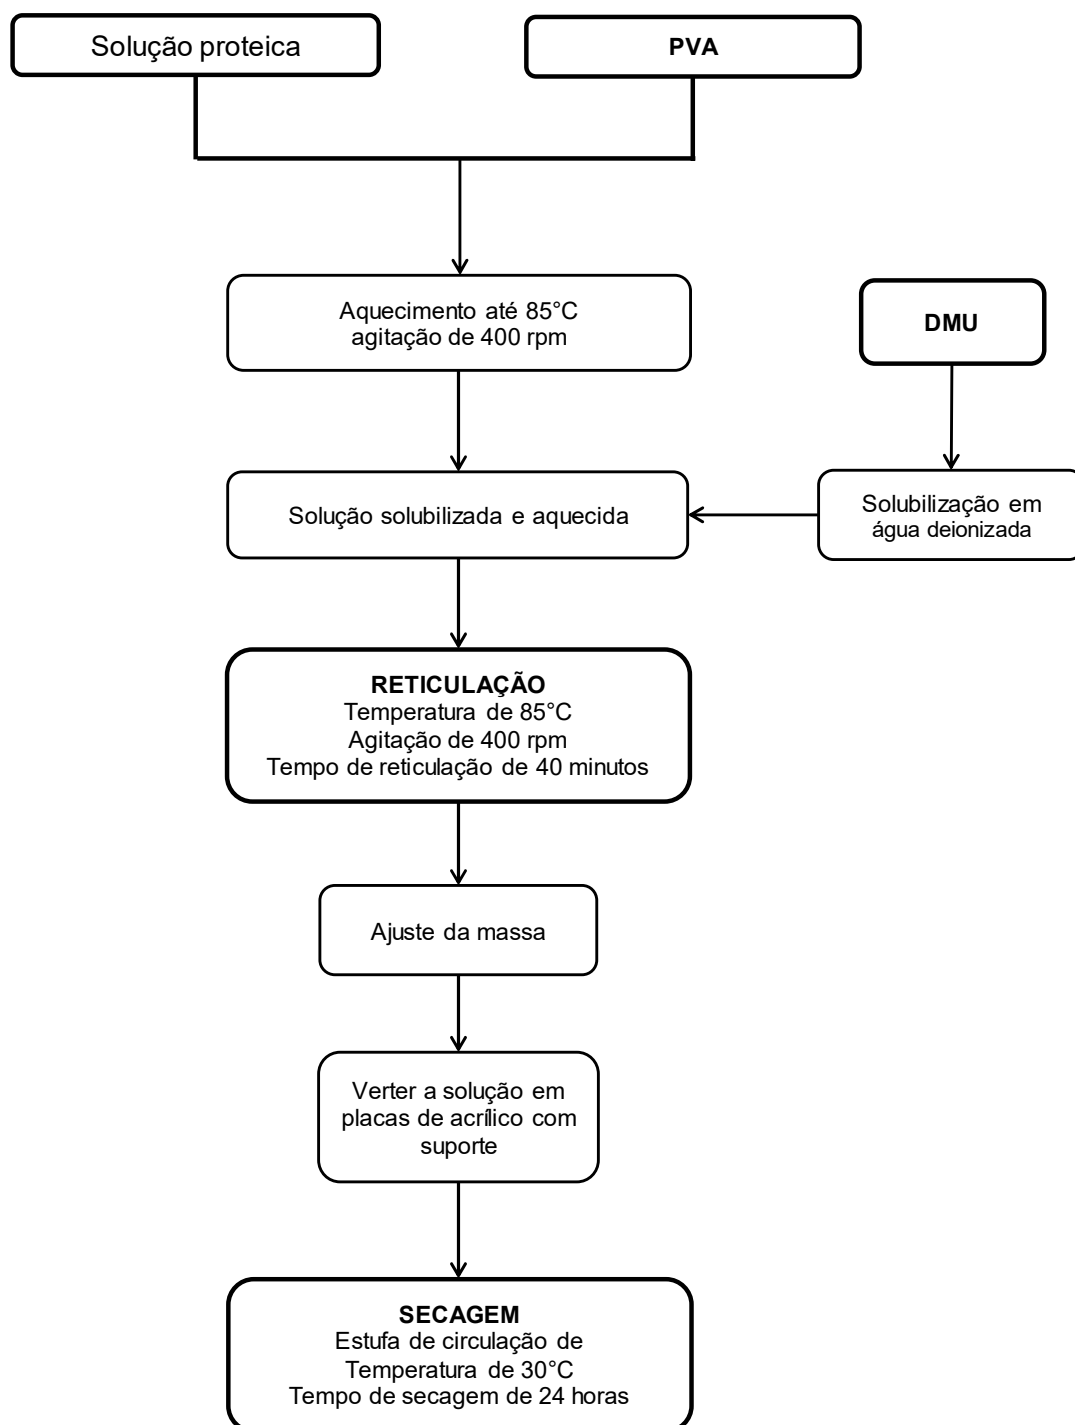 Solução proteica
PVA
Aquecimento até 85°C
agitação de 400 rpm
DMU
Solução solubilizada e aquecida
Solubilização em
água deionizada
RETICULAÇÃO
Temperatura de 85°C
Agitação de 400 rpm
Tempo de reticulação de 40 minutos
Ajuste da massa
Verter a solução em
placas de acrílico com
suporte
SECAGEM
Estufa de circulação de
Temperatura de 30°C
Tempo de secagem de 24 horas